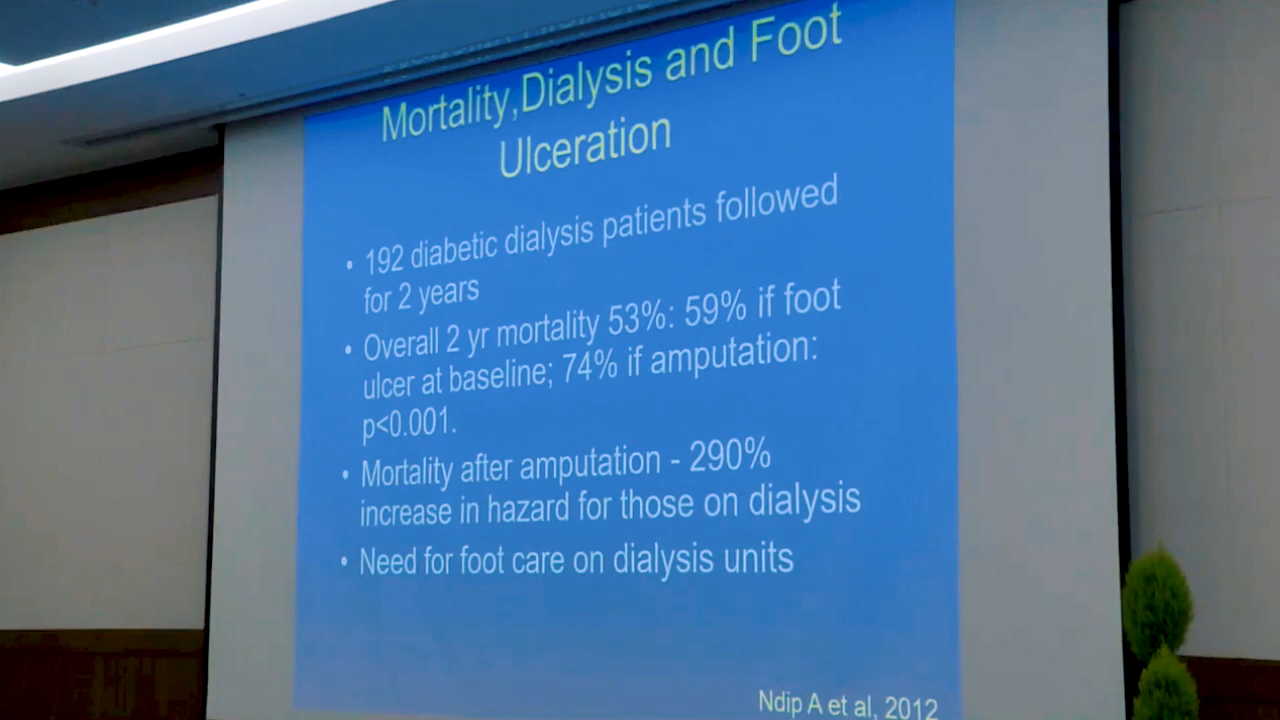 Mortality,Dialysis and Foot
Ulceration
• 192 diabetic dialysis patients followed
for 2 years
• Overall 2 yr mortality 53%: 59% if foot
ulcer at baseline; 74% if amputation:
p<0.001.
• Mortality after amputation - 290%
increase in hazard for those on dialysis
• Need for foot care on dialysis units
Ndip A et al, 2012